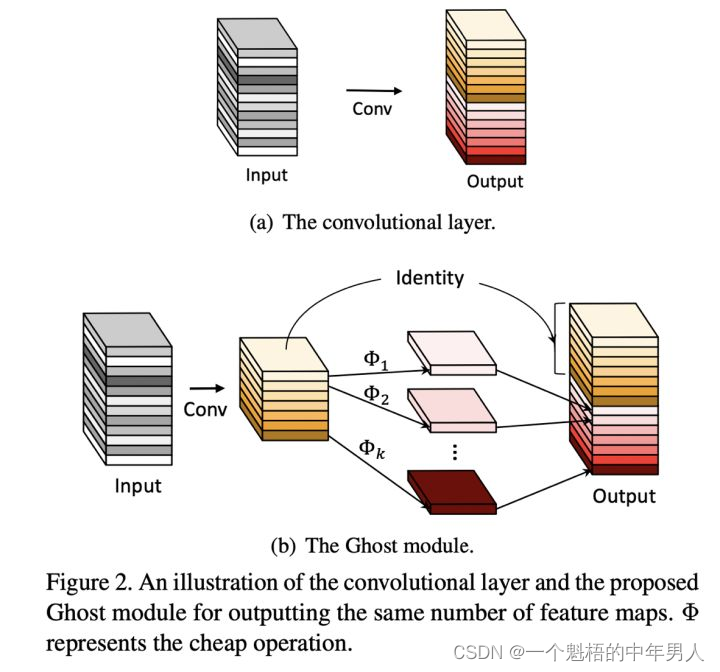 Conv
Input
Output
(a) The convolutional layer.
Identity
Φ1
Φ2
Conv
Φk
Input
Output
(b) The Ghost module.
Figure 2. An illustration of the convolutional layer and the proposed
Ghost module for outputting the same number of feature maps. Φ
represents the cheap operation.
CSDN @一个魁梧的中年男人